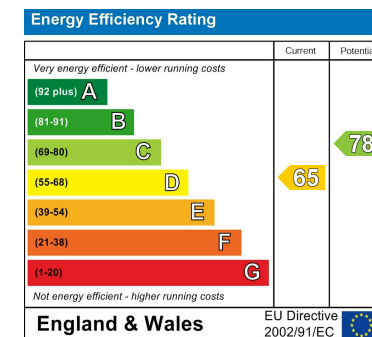 Energy Efficiency Rating
Current Potentia
Very energy efficient - lower running costs
(92 plus) A
(81-91) B
(69-80) C
78
(55-68) D
65
(39-54) E
(21-38) F
(1-20) G
Not energy efficient - higher running costs
England & Wales
EU Directive
2002/91/EC